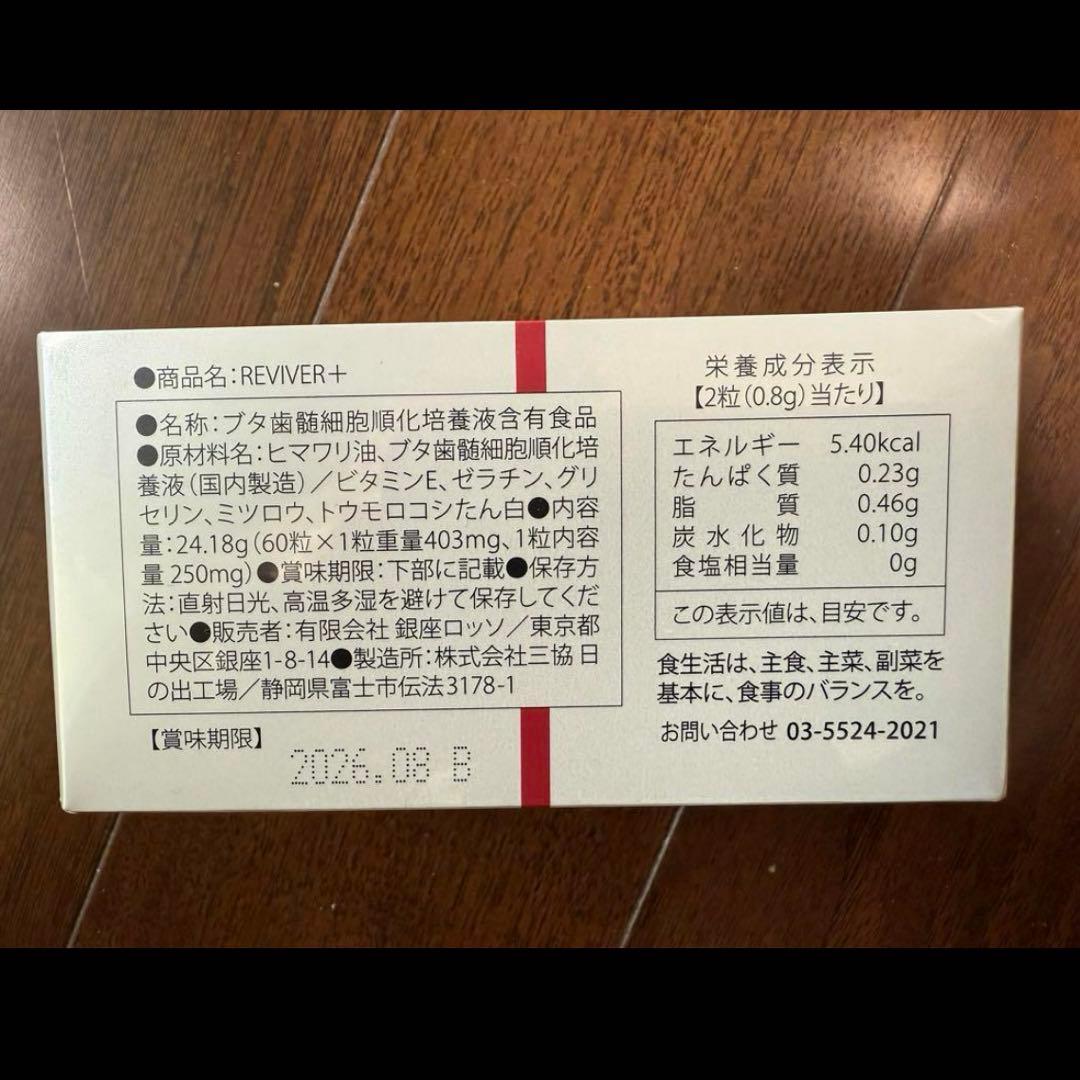 ●商品名:REVIVER+
●名称:ブタ歯髄細胞順化培養液含有食品
●原材料名:ヒマワリ油、ブタ歯髄細胞順化培
養液(国内製造)/ビタミンE、ゼラチン、グリ
セリン、ミツロウ、トウモロコシたん白●内容
量:24.18g(60粒×1粒重量403mg、1粒内容
量 250mg)●賞味期限:下部に記載●保存方
法:直射日光、高温多湿を避けて保存してくだ
さい●販売者:有限会社 銀座ロッソ/東京都
中央区銀座1-8-14●製造所:株式会社三協 日
の出工場/静岡県富士市伝法3178-1
【賞味期限】
2026.08 B
栄養成分表示
【2粒(0.8g)当たり】
エネルギー 5.40kcal
たんぱく質 0.23g
脂質 0.46g
炭水化物 0.10g
食塩相当量 0g
この表示値は、目安です。
食生活は、主食、主菜、副菜を
基本に、食事のバランスを。
お問い合わせ 03-5524-2021